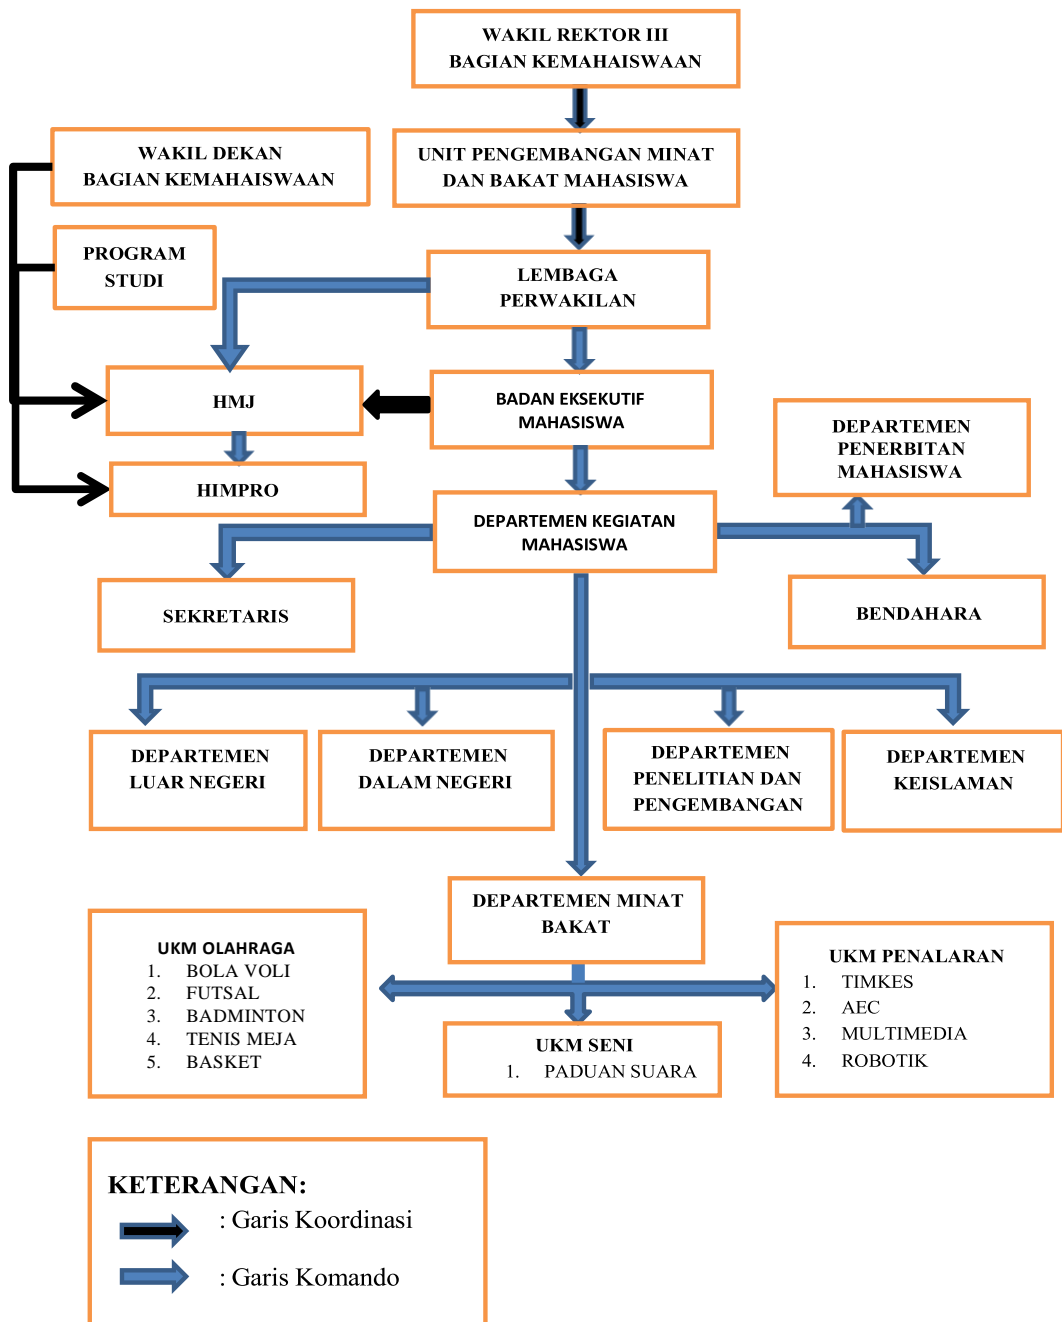 WAKIL REKTOR III
BAGIAN KEMAHAISWAAN
WAKIL DEKAN
BAGIAN KEMAHAISWAAN
UNIT PENGEMBANGAN MINAT
DAN BAKAT MAHASISWA
PROGRAM
STUDI
LEMBAGA
PERWAKILAN
HMJ
BADAN EKSEKUTIF
MAHASISWA
DEPARTEMEN
PENERBITAN
MAHASISWA
HIMPRO
DEPARTEMEN KEGIATAN
MAHASISWA
SEKRETARIS
BENDAHARA
DEPARTEMEN
LUAR NEGERI
DEPARTEMEN
DALAM NEGERI
DEPARTEMEN
PENELITIAN DAN
PENGEMBANGAN
DEPARTEMEN
KEISLAMAN
DEPARTEMEN MINAT
BAKAT
UKM OLAHRAGA
1. BOLA VOLI
2. FUTSAL
3. BADMINTON
4. TENIS MEJA
5. BASKET
UKM SENI
1. PADUAN SUARA
UKM PENALARAN
1. TIMKES
2. AEC
3. MULTIMEDIA
4. ROBOTIK
KETERANGAN:
: Garis Koordinasi
: Garis Komando